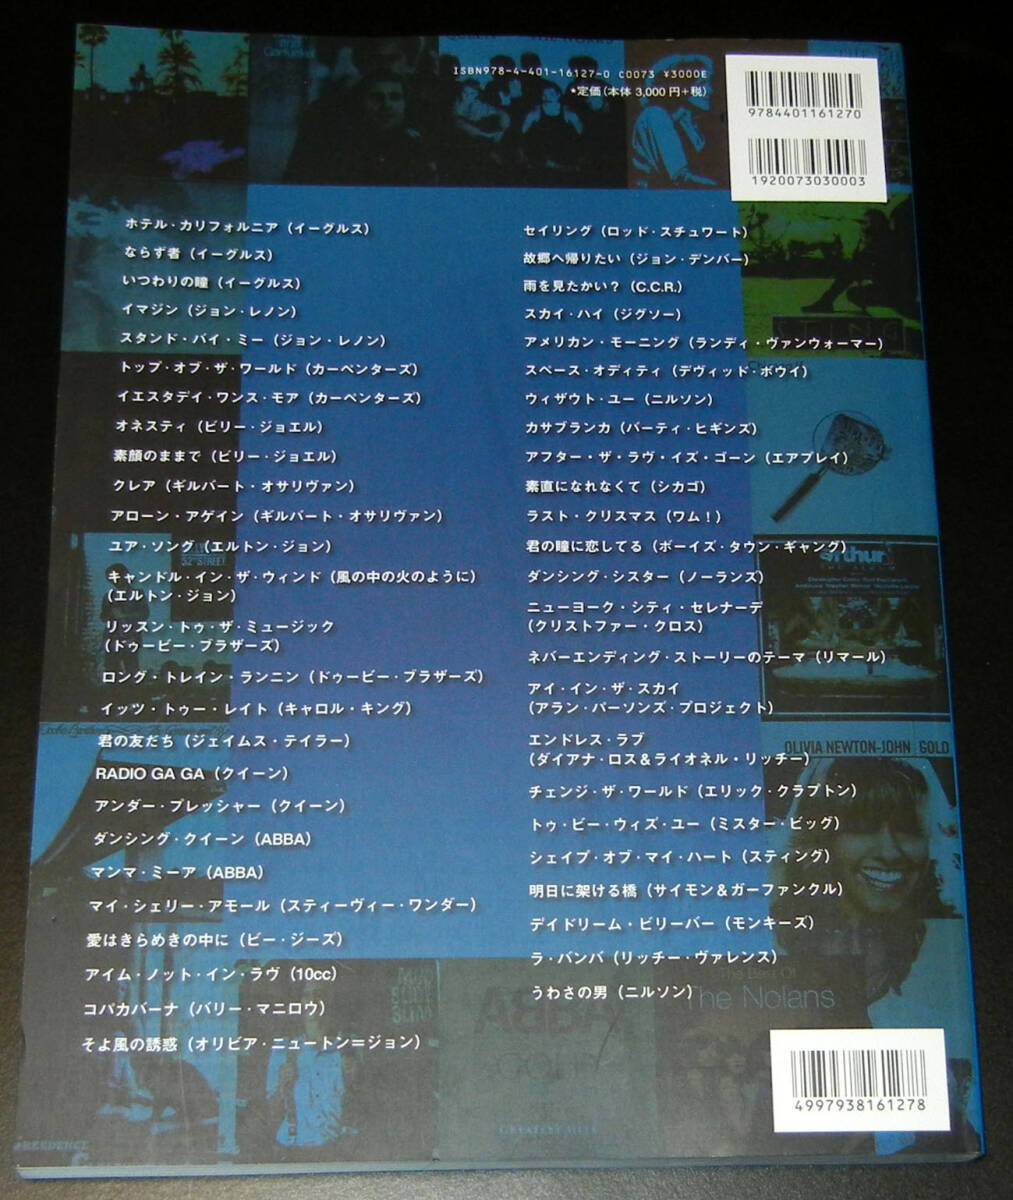 Garfunkel
QUEEN THE WORKS
ISBN978-4-401-16127-0 C0073 ¥3000E
*定価(本体 3,000円+税)
9784401161270
1920073030003
ホテル・カリフォルニア(イーグルス)
ならず者(イーグルス)
いつわりの瞳(イーグルス)
イマジン(ジョン・レノン)
スタンド・バイ・ミー(ジョン・レノン)
トップ・オブ・ザ・ワールド(カーペンターズ)
イエスタデイ・ワンス・モア(カーペンターズ)
オネスティ(ビリー・ジョエル)
素顔のままで(ビリー・ジョエル)
クレア(ギルバート・オサリヴァン)
アローン・アゲイン(ギルバート・オサリヴァン)
ユア・ソング(エルトン・ジョン)
キャンドル・イン・ザ・ウィンド(風の中の火のように)
(エルトン・ジョン)
リッスン・トゥ・ザ・ミュージック
(ドゥービー・ブラザーズ)
ロング・トレイン・ランニン(ドゥービー・ブラザーズ)
イッツ・トゥー・レイト(キャロル・キング)
君の友だち(ジェイムス・テイラー)
RADIO GA GA(クイーン)
アンダー・プレッシャー(クイーン)
ダンシング・クイーン(ABBA)
マンマ・ミーア(ABBA)
マイ・シェリー・アモール(スティーヴィー・ワンダー)
愛はきらめきの中に(ビー・ジーズ)
アイム・ノット・イン・ラヴ(10cc)
コパカバーナ(バリー・マニロウ)
そよ風の誘惑(オリビア・ニュートン=ジョン)
セイリング(ロッド・スチュワート)
故郷へ帰りたい(ジョン・デンバー)
雨を見たかい?(C.C.R.)
スカイ・ハイ(ジグソー)
アメリカン・モーニング(ランディ・ヴァンウォーマー)
スペース・オディティ(デヴィッド・ボウイ)
ウィザウト・ユー(ニルソン)
カサブランカ(バーティ・ヒギンズ)
アフター・ザ・ラヴ・イズ・ゴーン(エアプレイ)
素直になれなくて(シカゴ)
ラスト・クリスマス(ワム!)
君の瞳に恋してる(ボーイズ・タウン・ギャング)
ダンシング・シスター(ノーランズ)
ニューヨーク・シティ・セレナーデ
(クリストファー・クロス)
ネバーエンディング・ストーリーのテーマ(リマール)
アイ・イン・ザ・スカイ
(アラン・パーソンズ・プロジェクト)
エンドレス・ラブ
(ダイアナ・ロス&ライオネル・リッチー)
チェンジ・ザ・ワールド(エリック・クラプトン)
トゥ・ビー・ウィズ・ユー(ミスター・ビッグ)
シェイプ・オブ・マイ・ハート(スティング)
明日に架ける橋(サイモン&ガーファンクル)
デイドリーム・ビリーバー(モンキーズ)
ラ・バンバ(リッチー・ヴァレンス)
うわさの男(ニルソン)
STING
52nd STREET
arthur
THE ALBUM
OLIVIA NEWTON-JOHN GOLD
The Best Of
The Nolans
ABBA
GOLD
GREATEST HITS
4997938161278